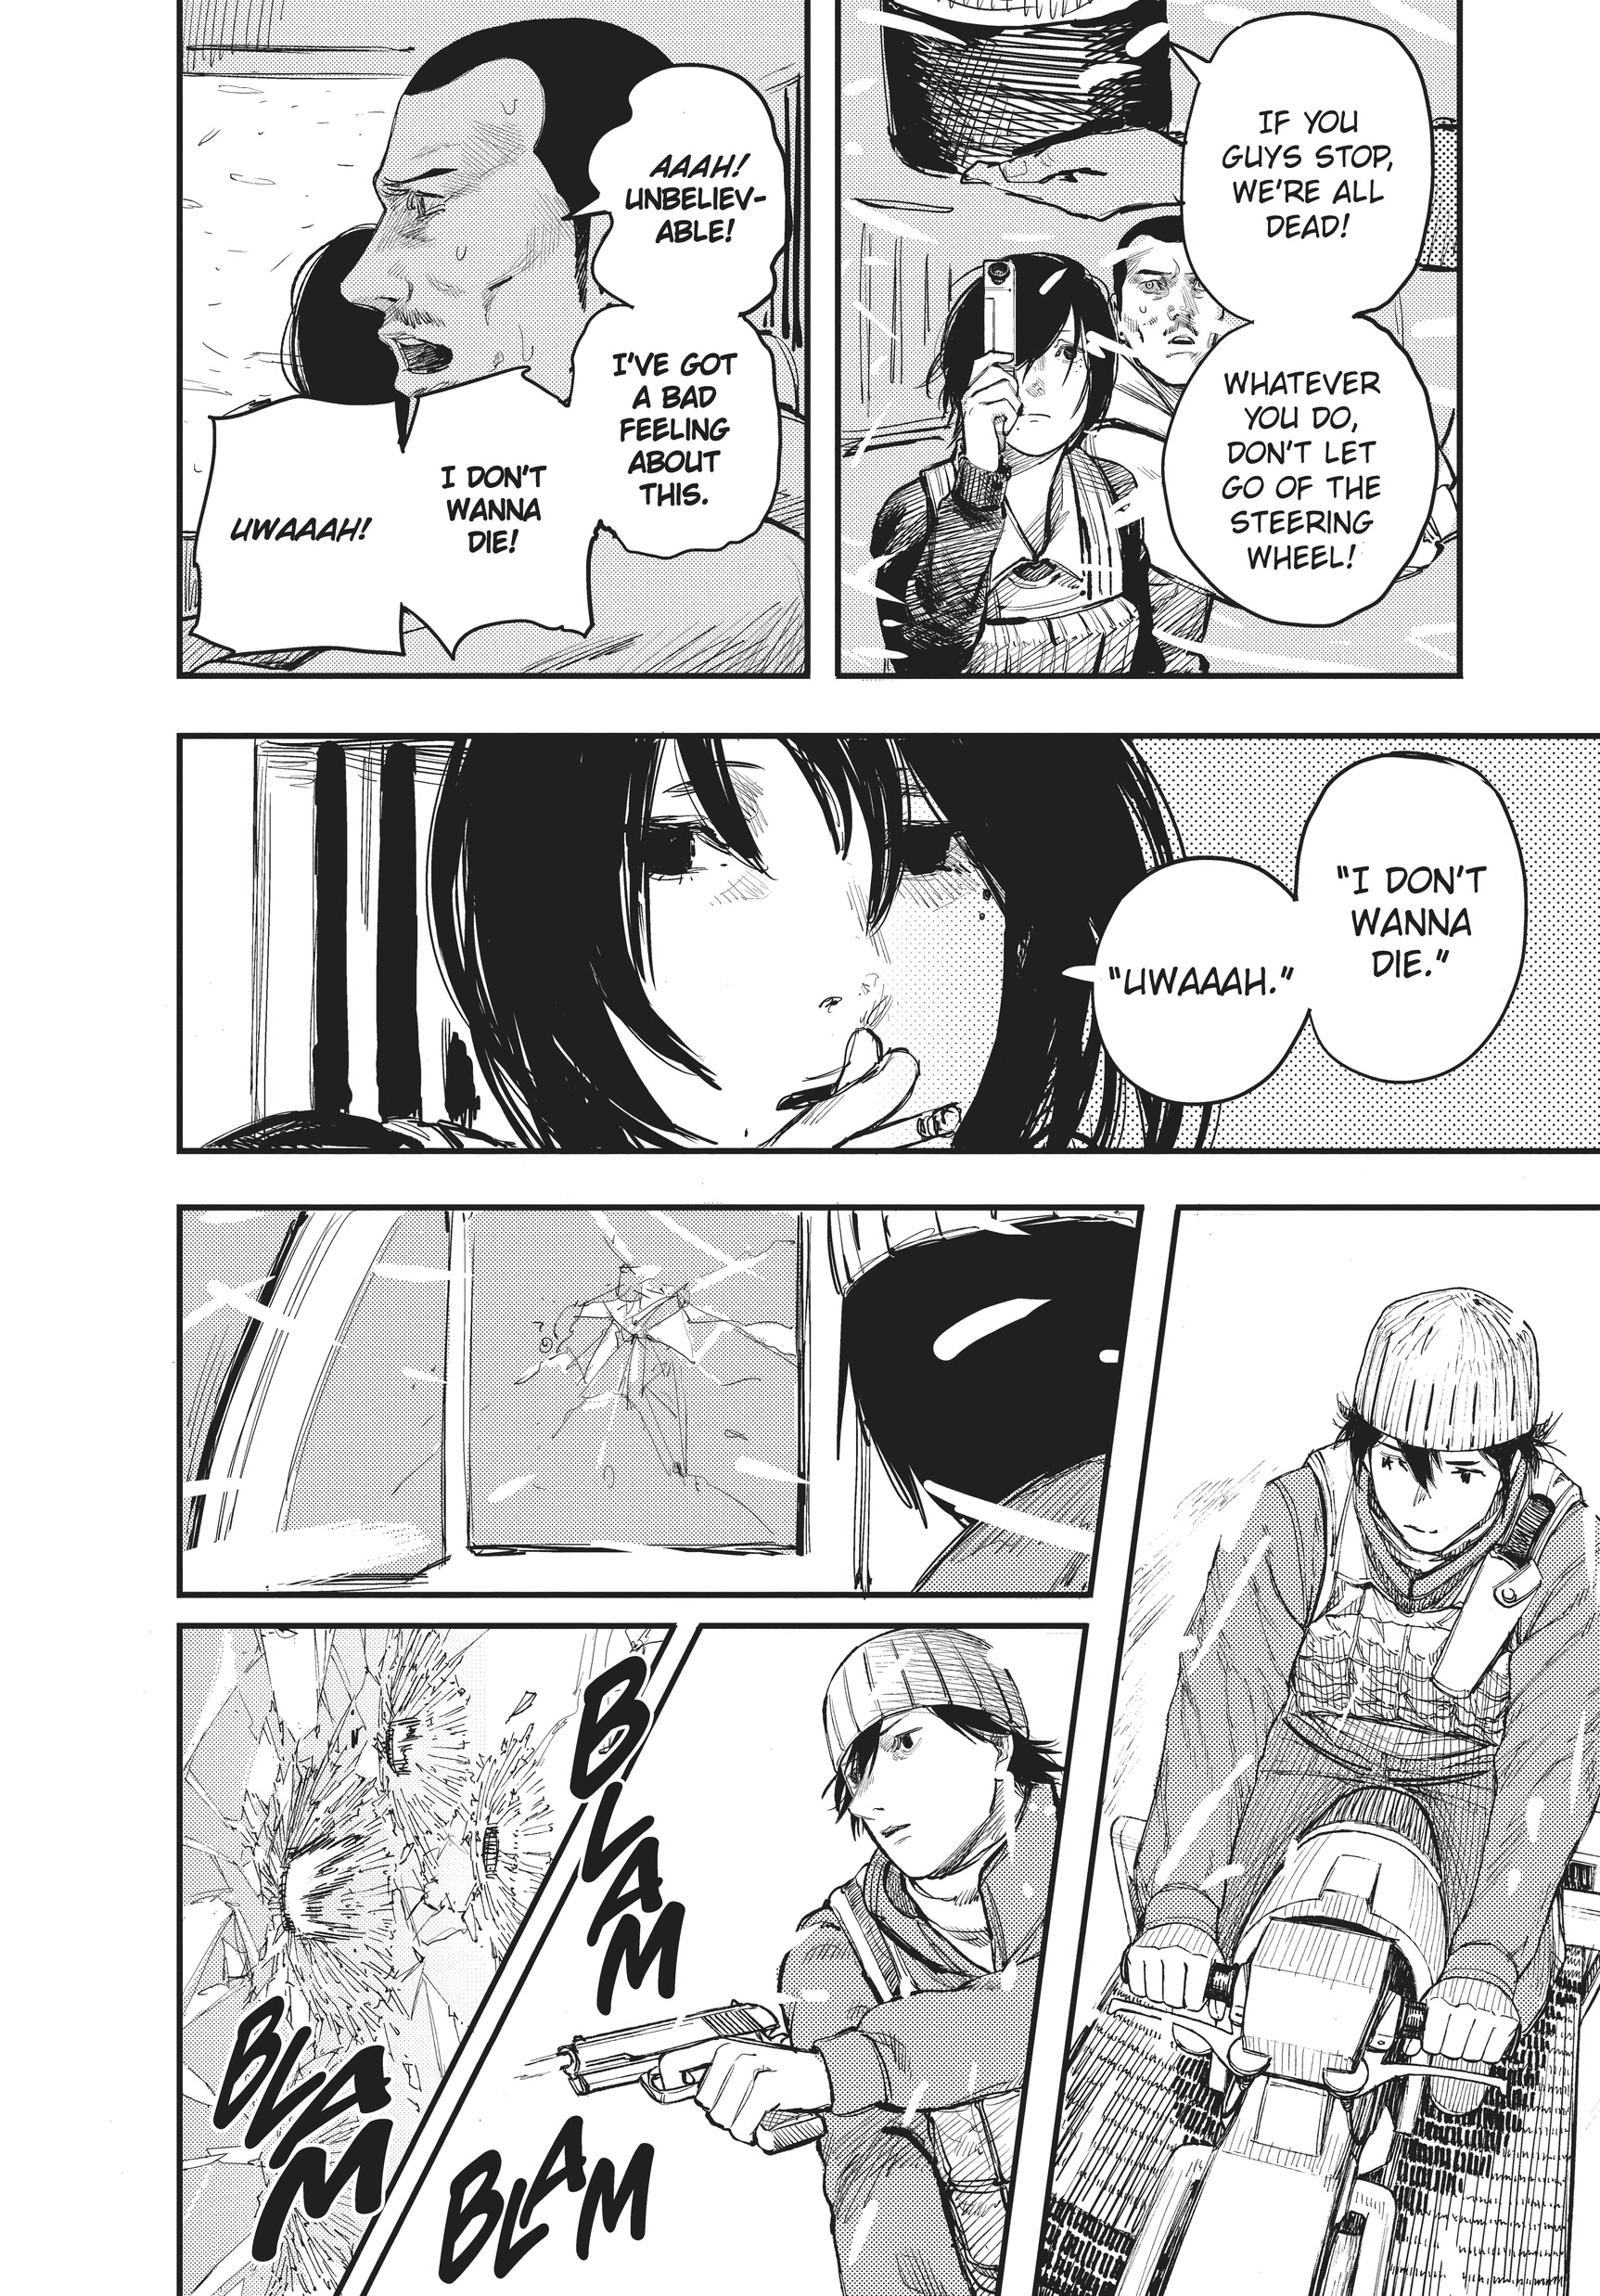 IF YOU
GUYS STOP,
WE'RE ALL
DEAD!
WHATEVER
YOU DO,
DON'T LET
GO OF THE
STEERING
WHEEL!
AAAH!
UNBELIEV-
ABLE!
I'VE GOT
A BAD
FEELING
ABOUT
THIS.
I DON'T
WANNA
DIE!
UWAAAH!
"I DON'T
WANNA
DIE."
"UWAAAH."
BLAM
BLAM
BLAM